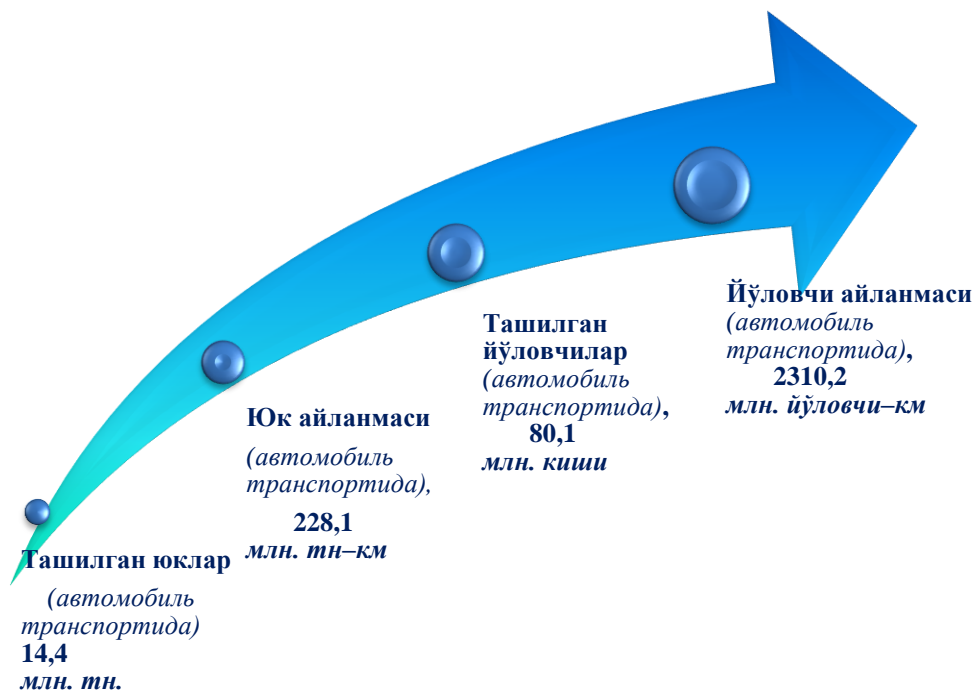 Ташилган юклар
(автомобиль
транспортида)
14,4
млн. тн.
Юк айланмаси
(автомобиль
транспортида),
228,1
млн. тн–км
Ташилган
йўловчилар
(автомобиль
транспортида),
80,1
млн. киши
Йўловчи айланмаси
(автомобиль
транспортида),
2310,2
млн. йўловчи–км